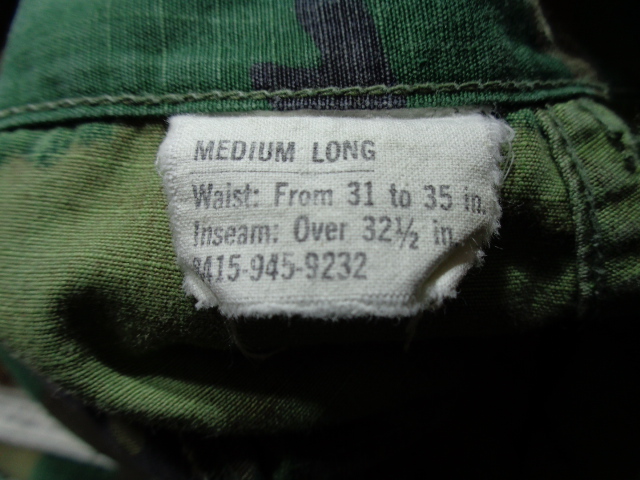 MEDIUM LONG
Waist: From 31 to 35 in.
Inseam: Over 32½ in.
8415-945-9232